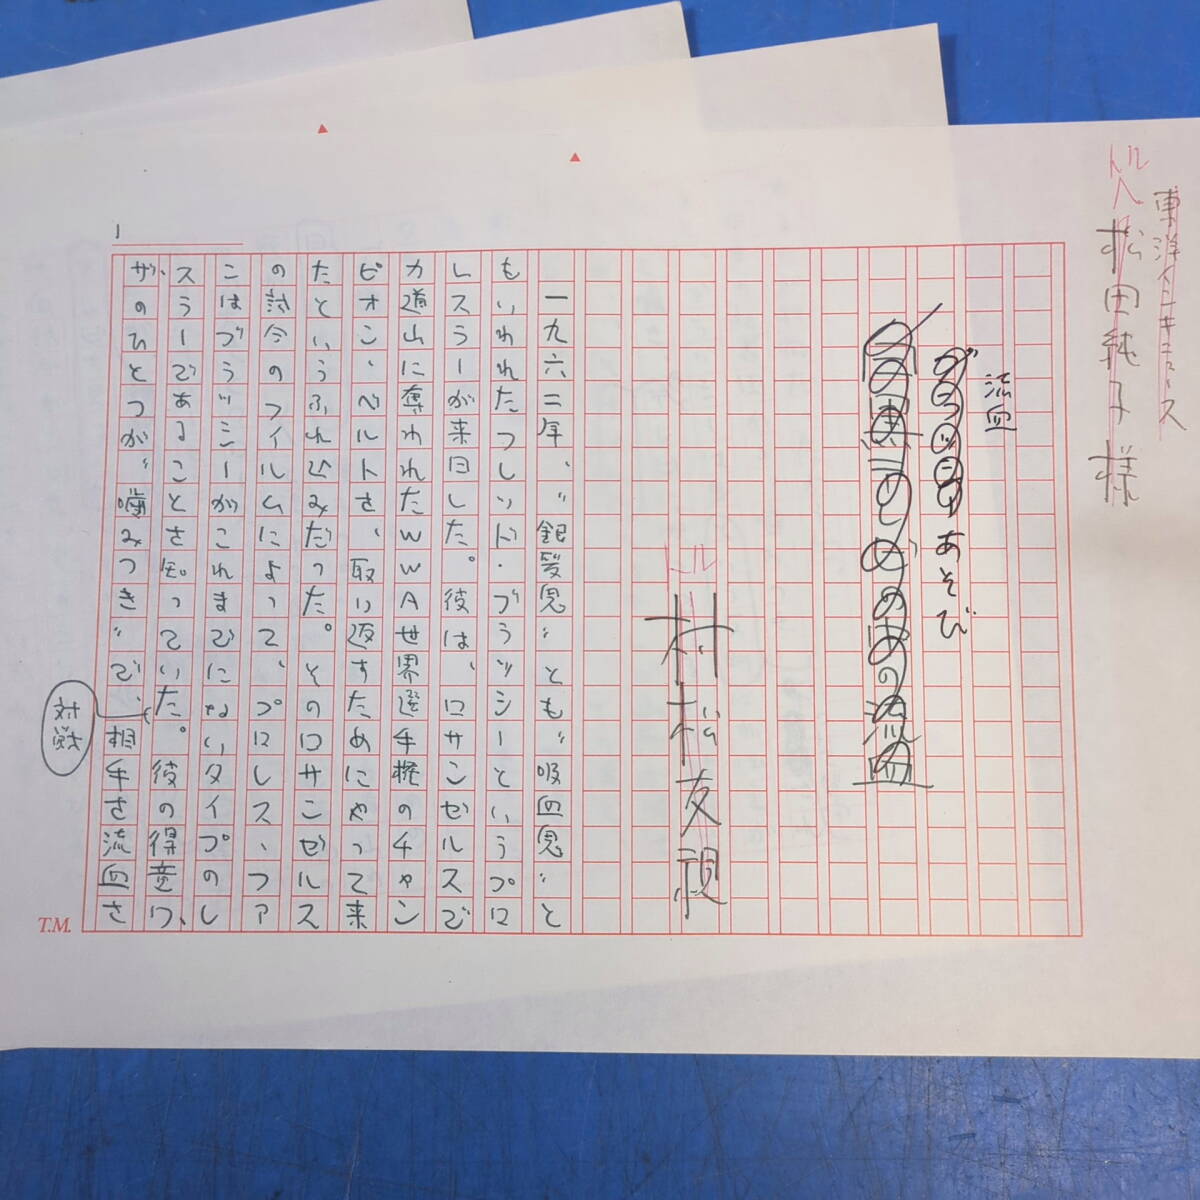 東洋インキニュース
トル
松田純子様
流血
あそび
流血
トル
村松友視
一九六二年、〝銀髪鬼〟とも〝吸血鬼〟と
もいわれたフレッド・ブラッシーというプロ
レスラーが来日した。彼は、ロサンゼルスで
力道山に奪われたWWA世界選手権のチャン
ピオン・ベルトを、取り返すためにやって来
たというふれ込みだった。そのロサンゼルス
の試合のフィルムによって、プロレス・ファ
ンはブラッシーがこれまでにないタイプのレ
スラーであることを知っていた。彼の得意ワ
ザのひとつが〝噛みつき〟で、相手を流血さ
対戦
1
T.M.